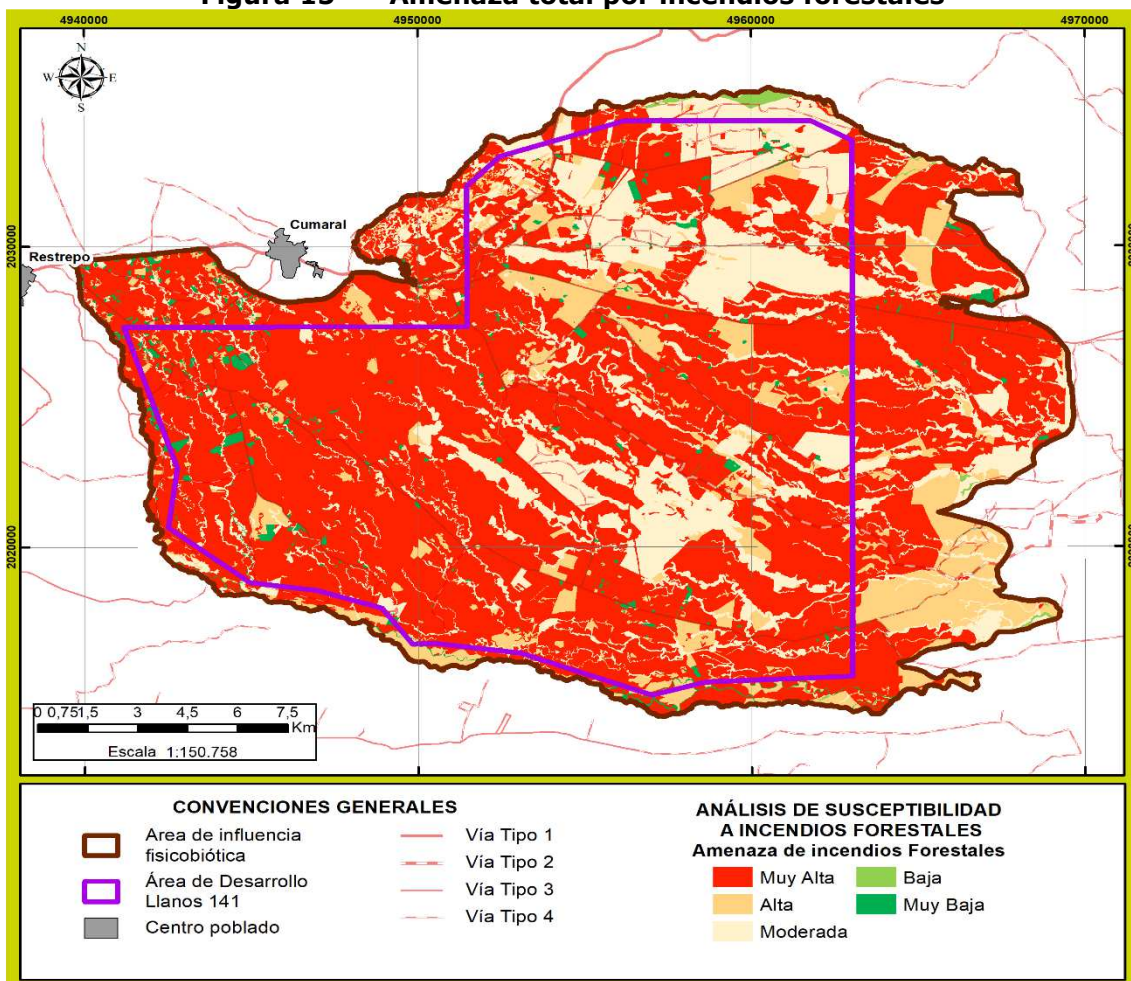 Figura 15 Amenaza total por incendios forestales
4940000
4950000
4960000
4970000
N
W
E
S
Cumaral
Restrepo
2030000
2020000
0 0,75 1,5 3 4,5 6 7,5
Km
Escala 1:150.758
CONVENCIONES GENERALES
Area de influencia
fisicobiótica
Área de Desarrollo
Llanos 141
Centro poblado
Vía Tipo 1
Vía Tipo 2
Vía Tipo 3
Vía Tipo 4
ANÁLISIS DE SUSCEPTIBILIDAD
A INCENDIOS FORESTALES
Amenaza de incendios Forestales
Muy Alta
Alta
Moderada
Baja
Muy Baja